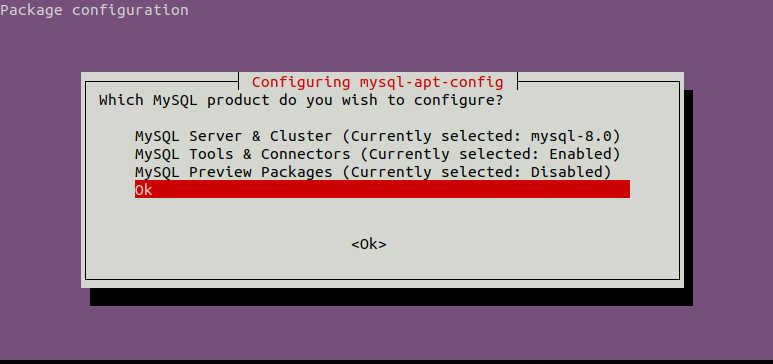 Package configuration
Configuring mysql-apt-config
Which MySQL product do you wish to configure?
MySQL Server & Cluster (Currently selected: mysql-8.0)
MySQL Tools & Connectors (Currently selected: Enabled)
MySQL Preview Packages (Currently selected: Disabled)
Ok
<Ok>